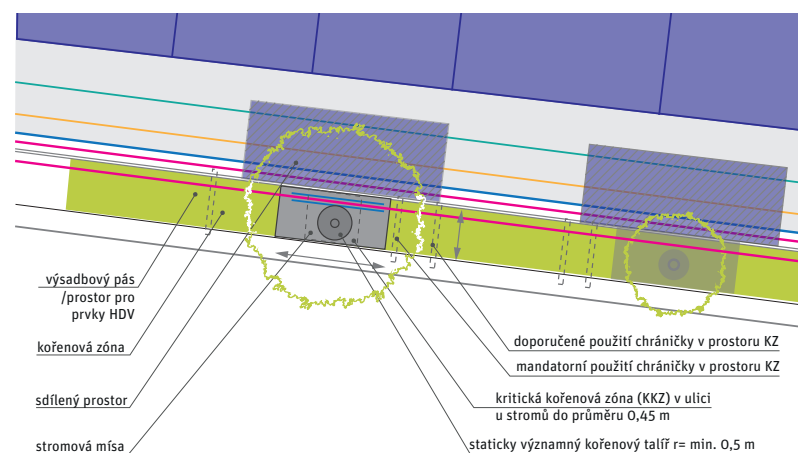 výsadbový pás
/prostor pro
prvky HDV
kořenová zóna
sdílený prostor
stromová mísa
doporučené použití chráničky v prostoru KZ
mandatorní použití chráničky v prostoru KZ
kritická kořenová zóna (KKZ) v ulici
u stromů do průměru 0,45 m
staticky významný kořenový talíř r= min. 0,5 m